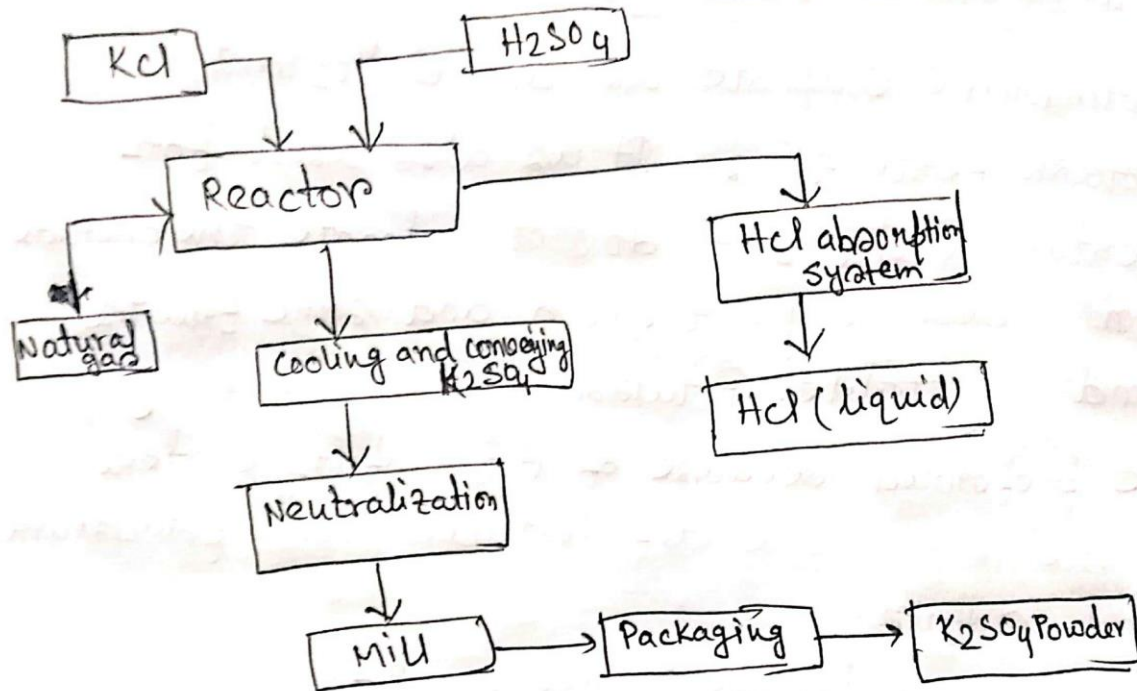 KCl
H2SO4
Reactor
HCl absorption
system
Natural
gas
Cooling and conveying
K2SO4
HCl (liquid)
Neutralization
Mill
Packaging
K2SO4 Powder